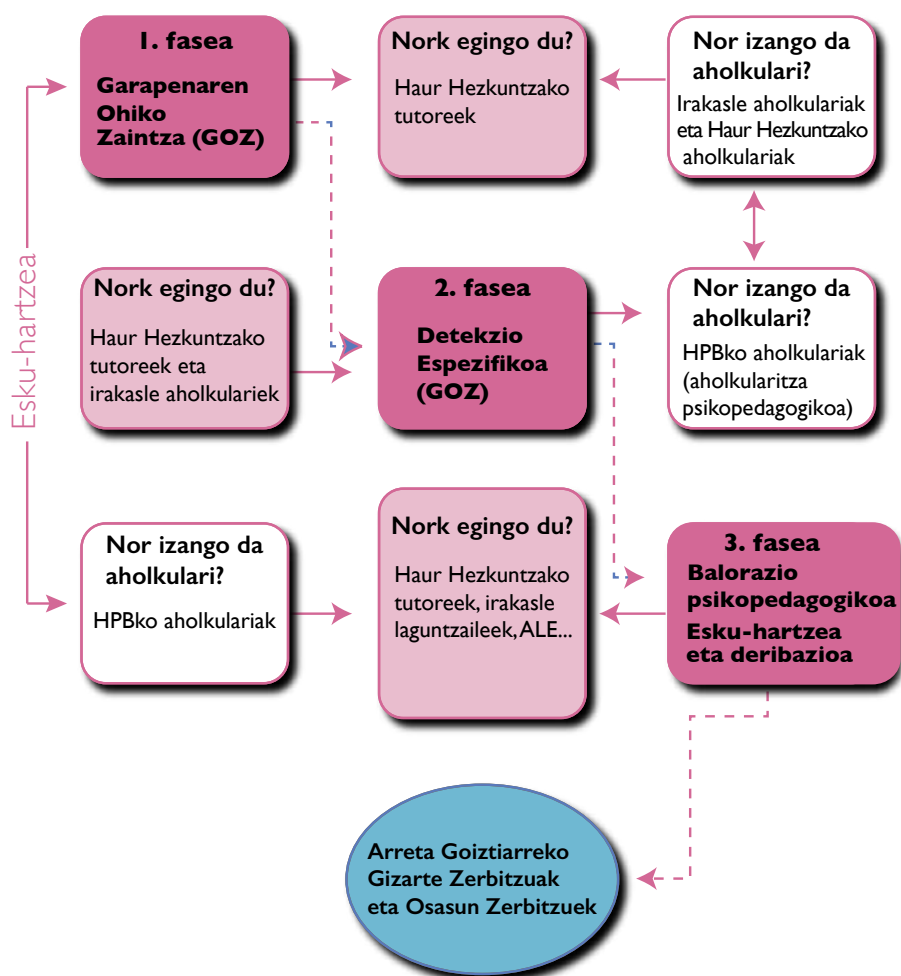 Esku-hartzea
1. fasea
Garapenaren
Ohiko
Zaintza (GOZ)
Nork egingo du?
Haur Hezkuntzako
tutoreek
Nor izango da
aholkulari?
Irakasle aholkulariak
eta Haur Hezkuntzako
aholkulariak
Nork egingo du?
Haur Hezkuntzako
tutoreek eta
irakasle aholkulariek
2. fasea
Detekzio
Espezifikoa
(GOZ)
Nor izango da
aholkulari?
HPBko aholkulariak
(aholkularitza
psikopedagogikoa)
Nor izango da
aholkulari?
HPBko aholkulariak
Nork egingo du?
Haur Hezkuntzako
tutoreek, irakasle
laguntzaileek, ALE...
3. fasea
Balorazio
psikopedagogikoa
Esku-hartzea
eta deribazioa
Arreta Goiztiarreko
Gizarte Zerbitzuak
eta Osasun Zerbitzuek